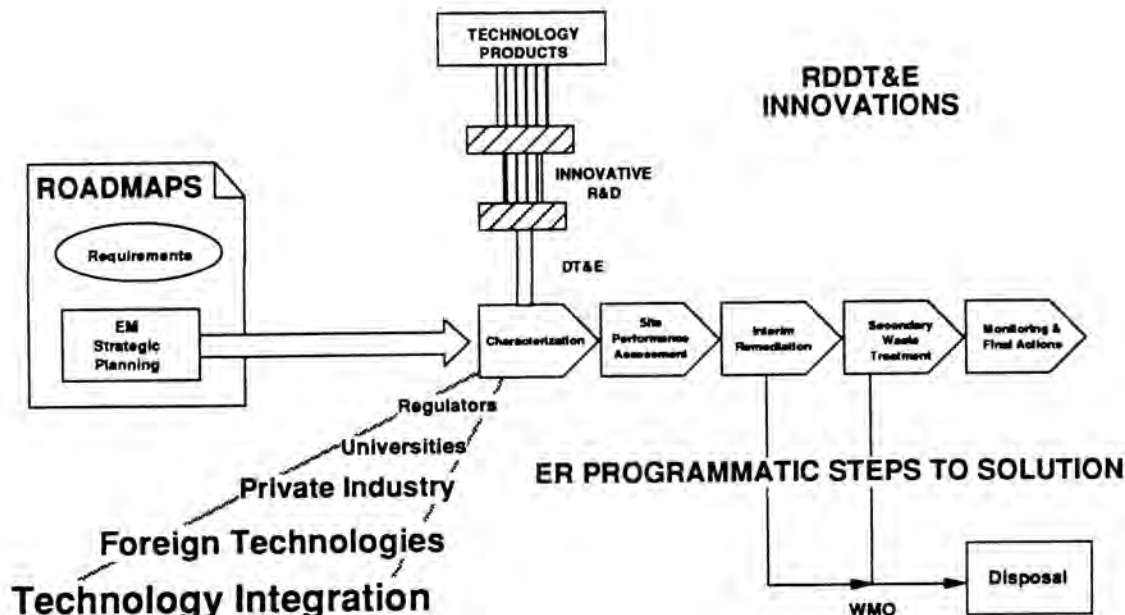 TECHNOLOGY
PRODUCTS
RDDT&E
INNOVATIONS
INNOVATIVE
R&D
DT&E
ROADMAPS
Requirements
EM
Strategic
Planning
Characterization
Site
Performance
Assessment
Interim
Remediation
Secondary
Waste
Treatment
Monitoring &
Final Actions
Regulators
Universities
Private Industry
Foreign Technologies
Technology Integration
ER PROGRAMMATIC STEPS TO SOLUTION
WMO
Disposal